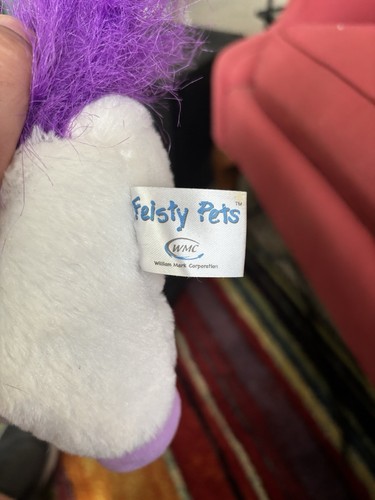 Feisty Pets™
WMC
William Mark Corporation